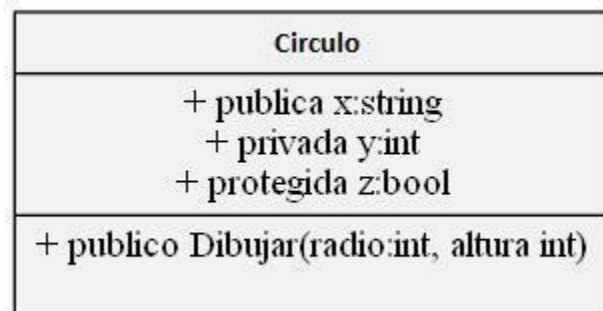 Circulo
+ publica x:string
+ privada y:int
+ protegida z:bool
+ publico Dibujar(radio:int, altura int)